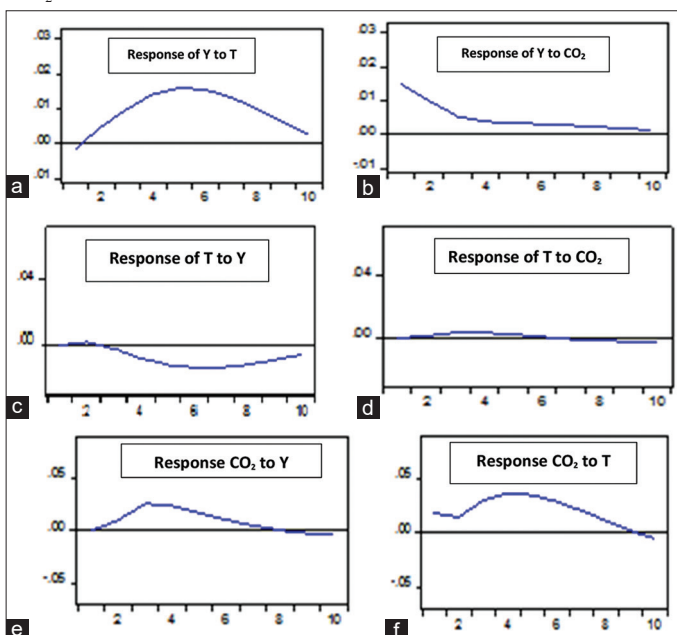 .03
.02
.01
.00
.01
Response of Y to T
2 4 6 8 10
a
.03
.02
.01
.00
-.01
Response of Y to CO₂
2 4 6 8 10
b
.04
.00
Response of T to Y
2 4 6 8 10
c
.04
.00
Response of T to CO₂
2 4 6 8 10
d
.05
.00
-.05
Response CO₂ to Y
2 4 6 8 10
e
.05
.00
-.05
Response CO₂ to T
2 4 6 8 10
f